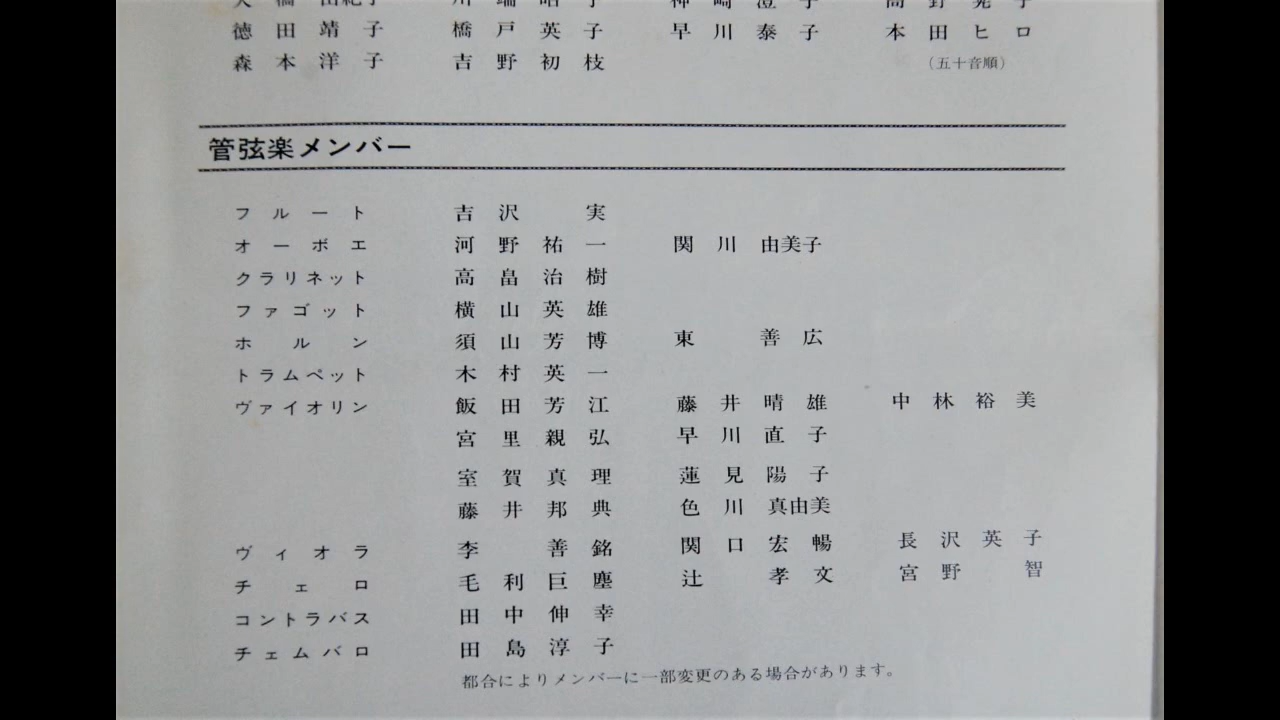 徳田靖子 橋戸英子 早川泰子 本田ヒロ
森本洋子 吉野初枝 (五十音順)
管弦楽メンバー
フルート 吉沢実
オーボエ 河野祐一 関川由美子
クラリネット 高畠治樹
ファゴット 横山英雄
ホルン 須山芳博 東善広
トラムペット 木村英一
ヴァイオリン 飯田芳江 藤井晴雄 中林裕美
宮里親弘 早川直子
室賀真理 蓮見陽子
藤井邦典 色川真由美
ヴィオラ 李善銘 関口宏暢 長沢英子
チェロ 毛利巨塵 辻孝文 宮野智
コントラバス 田中伸幸
チェムバロ 田島淳子
都合によりメンバーに一部変更のある場合があります。